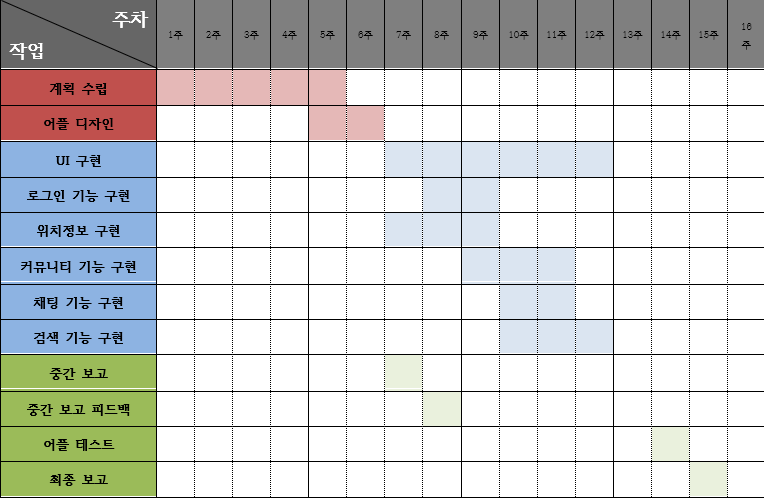 주차
작업
1주 2주 3주 4주 5주 6주 7주 8주 9주 10주 11주 12주 13주 14주 15주 16
주
계획 수립
어플 디자인
UI 구현
로그인 기능 구현
위치정보 구현
커뮤니티 기능 구현
채팅 기능 구현
검색 기능 구현
중간 보고
중간 보고 피드백
어플 테스트
최종 보고